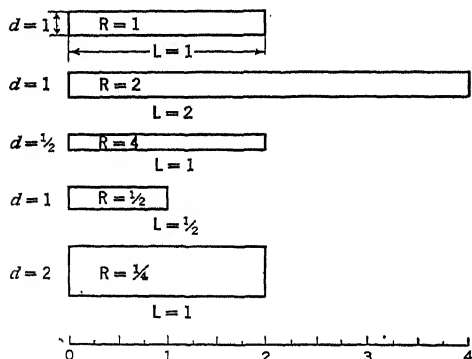 d = 1 R = 1
L = 1
d = 1 R = 2
L = 2
d = ½ R = 4
L = 1
d = 1 R = ½
L = ½
d = 2 R = ¼
L = 1
0 1 2 3 4